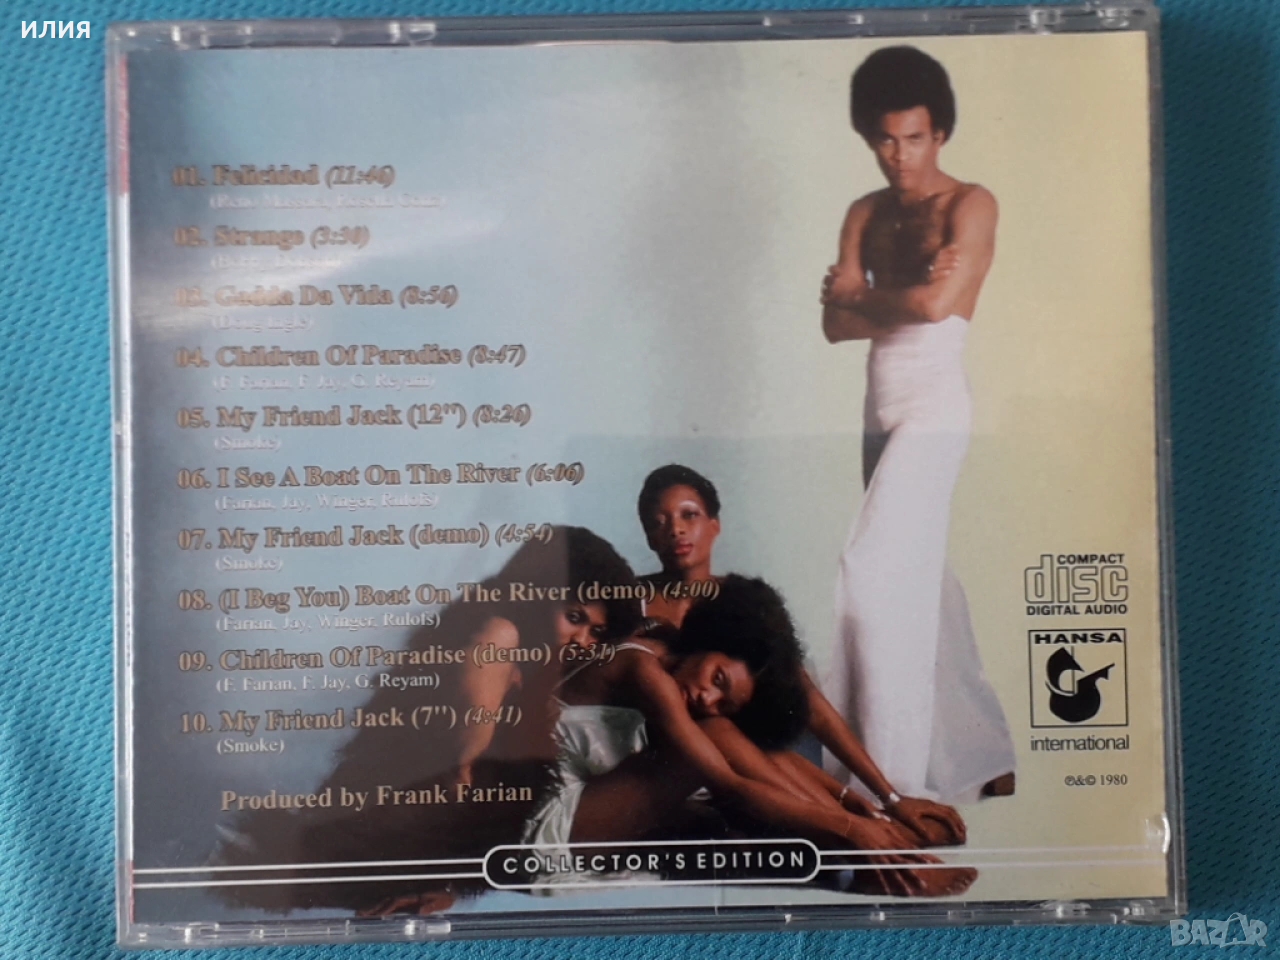 илия
01. Felicidad (11:46)
02. Strange (3:30)
03. Gadda Da Vida (8:56)
(Doug Ingle)
04. Children Of Paradise (8:47)
(F. Farian, F. Jay, G. Reyam)
05. My Friend Jack (12'') (8:26)
(Smoke)
06. I See A Boat On The River (6:06)
(Farian, Jay, Winger, Rulofs)
07. My Friend Jack (demo) (4:54)
(Smoke)
08. (I Beg You) Boat On The River (demo) (4:00)
(Farian, Jay, Winger, Rulofs)
09. Children Of Paradise (demo) (5:31)
(F. Farian, F. Jay, G. Reyam)
10. My Friend Jack (7'') (4:41)
(Smoke)
Produced by Frank Farian
COMPACT
disc
DIGITAL AUDIO
HANSA
international
℗&© 1980
COLLECTOR'S EDITION
BAZAR